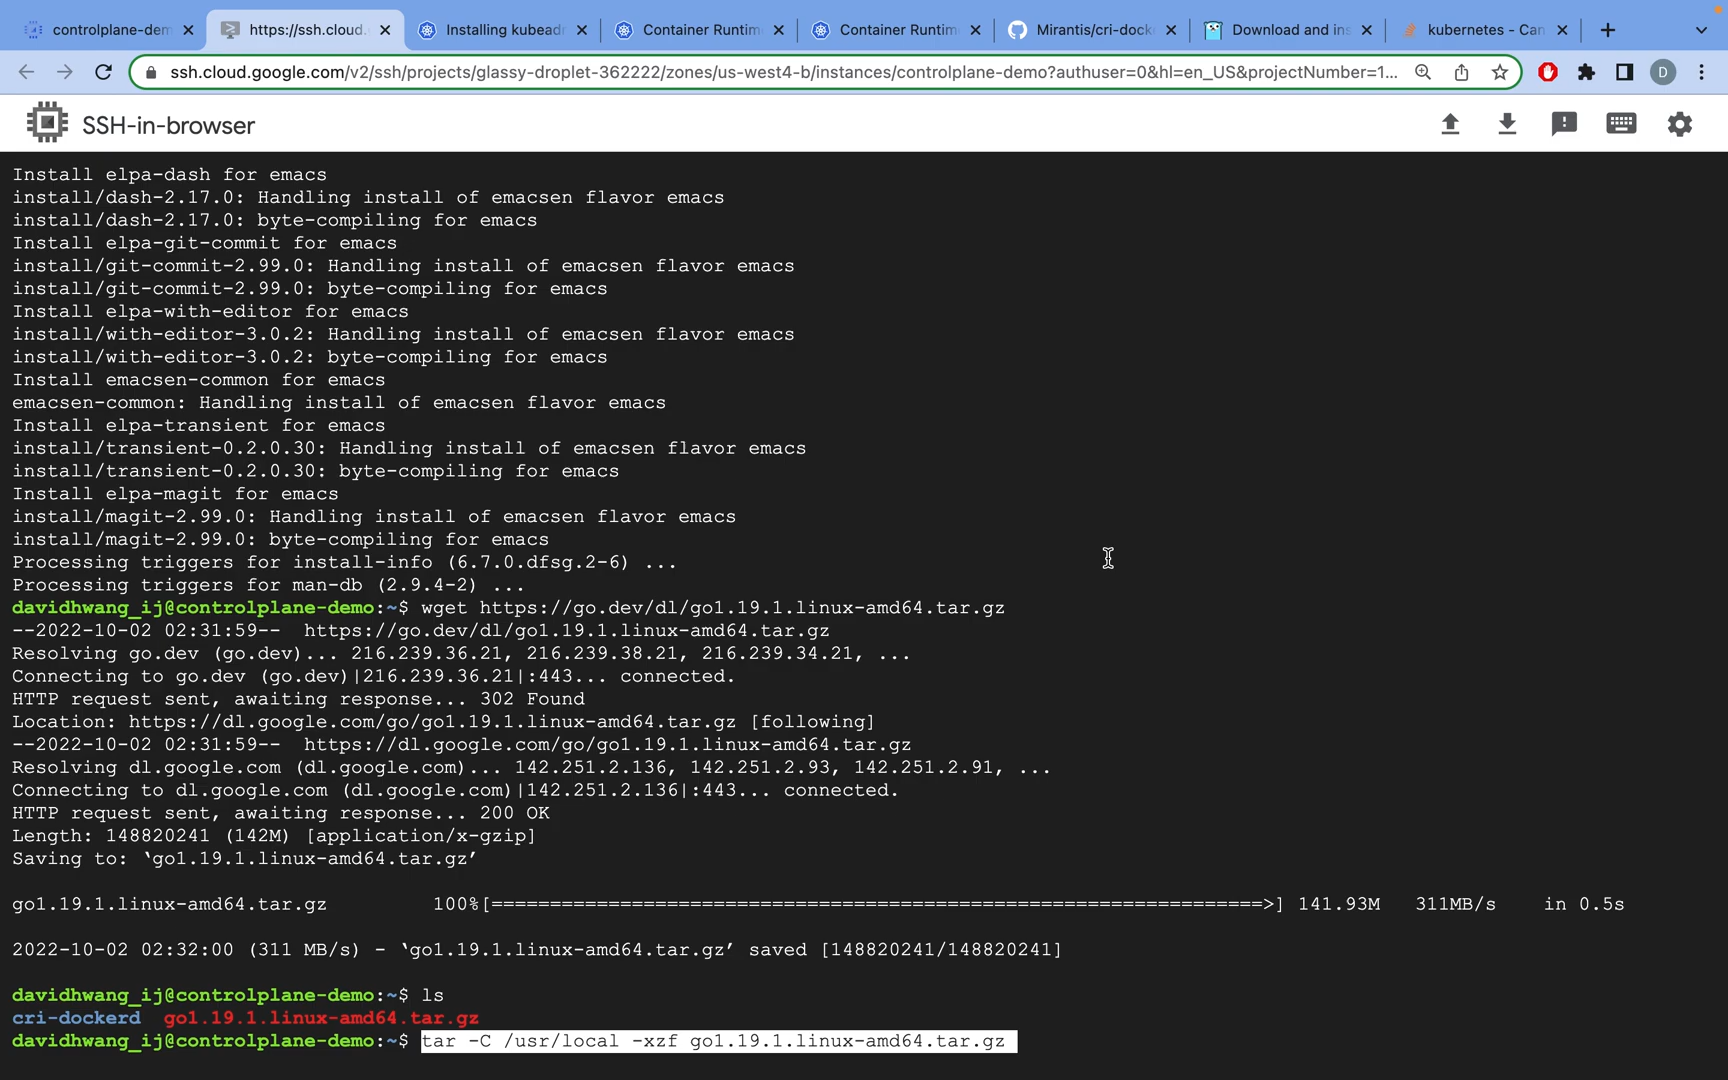 controlplane-dem
https://ssh.cloud.
Installing kubeadm
Container Runtim
Container Runtim
Mirantis/cri-docke
Download and ins
kubernetes - Can
ssh.cloud.google.com/v2/ssh/projects/glassy-droplet-362222/zones/us-west4-b/instances/controlplane-demo?authuser=0&hl=en_US&projectNumber=1...
D
SSH-in-browser
Install elpa-dash for emacs
install/dash-2.17.0: Handling install of emacsen flavor emacs
install/dash-2.17.0: byte-compiling for emacs
Install elpa-git-commit for emacs
install/git-commit-2.99.0: Handling install of emacsen flavor emacs
install/git-commit-2.99.0: byte-compiling for emacs
Install elpa-with-editor for emacs
install/with-editor-3.0.2: Handling install of emacsen flavor emacs
install/with-editor-3.0.2: byte-compiling for emacs
Install emacsen-common for emacs
emacsen-common: Handling install of emacsen flavor emacs
Install elpa-transient for emacs
install/transient-0.2.0.30: Handling install of emacsen flavor emacs
install/transient-0.2.0.30: byte-compiling for emacs
Install elpa-magit for emacs
install/magit-2.99.0: Handling install of emacsen flavor emacs
install/magit-2.99.0: byte-compiling for emacs
Processing triggers for install-info (6.7.0.dfsg.2-6) ...
Processing triggers for man-db (2.9.4-2) ...
davidhwang_ij@controlplane-demo:~$ wget https://go.dev/dl/go1.19.1.linux-amd64.tar.gz
--2022-10-02 02:31:59--  https://go.dev/dl/go1.19.1.linux-amd64.tar.gz
Resolving go.dev (go.dev)... 216.239.36.21, 216.239.38.21, 216.239.34.21, ...
Connecting to go.dev (go.dev)|216.239.36.21|:443... connected.
HTTP request sent, awaiting response... 302 Found
Location: https://dl.google.com/go/go1.19.1.linux-amd64.tar.gz [following]
--2022-10-02 02:31:59--  https://dl.google.com/go/go1.19.1.linux-amd64.tar.gz
Resolving dl.google.com (dl.google.com)... 142.251.2.136, 142.251.2.93, 142.251.2.91, ...
Connecting to dl.google.com (dl.google.com)|142.251.2.136|:443... connected.
HTTP request sent, awaiting response... 200 OK
Length: 148820241 (142M) [application/x-gzip]
Saving to: ‘go1.19.1.linux-amd64.tar.gz’
go1.19.1.linux-amd64.tar.gz 100%[==================================================================>] 141.93M 311MB/s in 0.5s
2022-10-02 02:32:00 (311 MB/s) - ‘go1.19.1.linux-amd64.tar.gz’ saved [148820241/148820241]
davidhwang_ij@controlplane-demo:~$ ls
cri-dockerd  go1.19.1.linux-amd64.tar.gz
davidhwang_ij@controlplane-demo:~$ tar -C /usr/local -xzf go1.19.1.linux-amd64.tar.gz